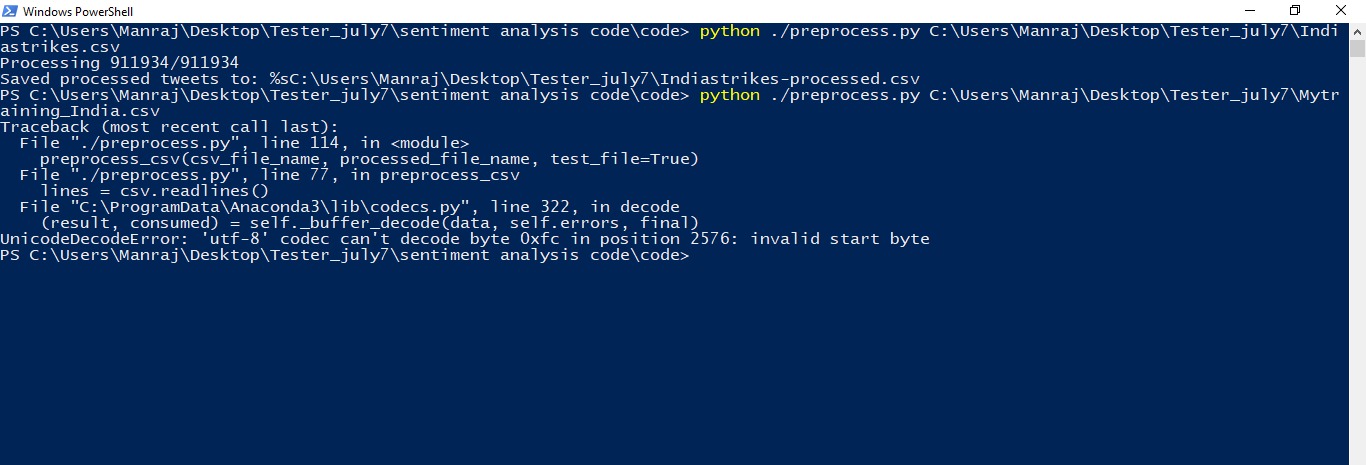 Windows PowerShell
PS C:\Users\Manraj\Desktop\Tester_july7\sentiment analysis code\code> python ./preprocess.py C:\Users\Manraj\Desktop\Tester_july7\Indi
astrikes.csv
Processing 911934/911934
Saved processed tweets to: %sC:\Users\Manraj\Desktop\Tester_july7\Indiastrikes-processed.csv
PS C:\Users\Manraj\Desktop\Tester_july7\sentiment analysis code\code> python ./preprocess.py C:\Users\Manraj\Desktop\Tester_july7\Mytr
aining_India.csv
Traceback (most recent call last):
  File "./preprocess.py", line 114, in <module>
    preprocess_csv(csv_file_name, processed_file_name, test_file=True)
  File "./preprocess.py", line 77, in preprocess_csv
    lines = csv.readlines()
  File "C:\ProgramData\Anaconda3\lib\codecs.py", line 322, in decode
    (result, consumed) = self._buffer_decode(data, self.errors, final)
UnicodeDecodeError: 'utf-8' codec can't decode byte 0xfc in position 2576: invalid start byte
PS C:\Users\Manraj\Desktop\Tester_july7\sentiment analysis code\code>